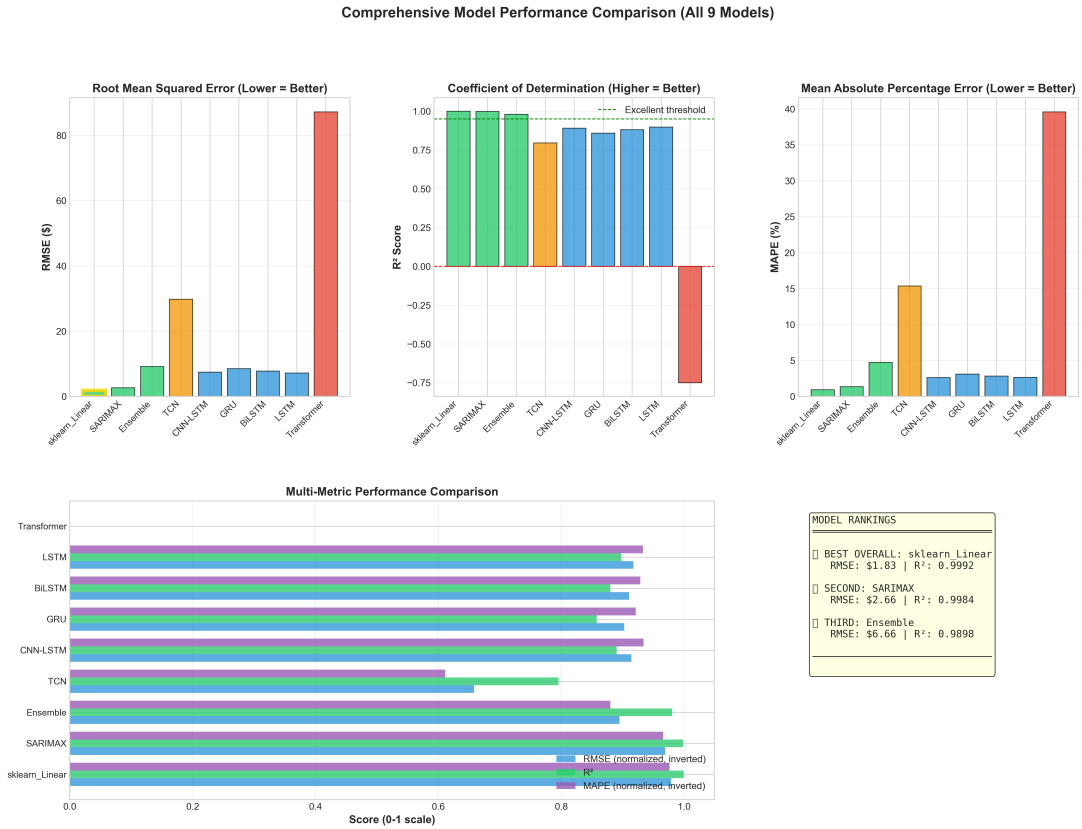 Comprehensive Model Performance Comparison (All 9 Models)
Root Mean Squared Error (Lower = Better)
RMSE ($)
80
60
40
20
0
sklearn_Linear
SARIMAX
Ensemble
TCN
CNN-LSTM
GRU
BiLSTM
LSTM
Transformer
Coefficient of Determination (Higher = Better)
Excellent threshold
R² Score
1.00
0.75
0.50
0.25
0.00
−0.25
−0.50
−0.75
sklearn_Linear
SARIMAX
Ensemble
TCN
CNN-LSTM
GRU
BiLSTM
LSTM
Transformer
Mean Absolute Percentage Error (Lower = Better)
MAPE (%)
40
35
30
25
20
15
10
5
0
sklearn_Linear
SARIMAX
Ensemble
TCN
CNN-LSTM
GRU
BiLSTM
LSTM
Transformer
Multi-Metric Performance Comparison
Transformer
LSTM
BiLSTM
GRU
CNN-LSTM
TCN
Ensemble
SARIMAX
sklearn_Linear
RMSE (normalized, inverted)
R²
MAPE (normalized, inverted)
0.0
0.2
0.4
0.6
0.8
1.0
Score (0-1 scale)
MODEL RANKINGS
BEST OVERALL: sklearn_Linear
RMSE: $1.83 | R²: 0.9992
SECOND: SARIMAX
RMSE: $2.66 | R²: 0.9984
THIRD: Ensemble
RMSE: $6.66 | R²: 0.9898